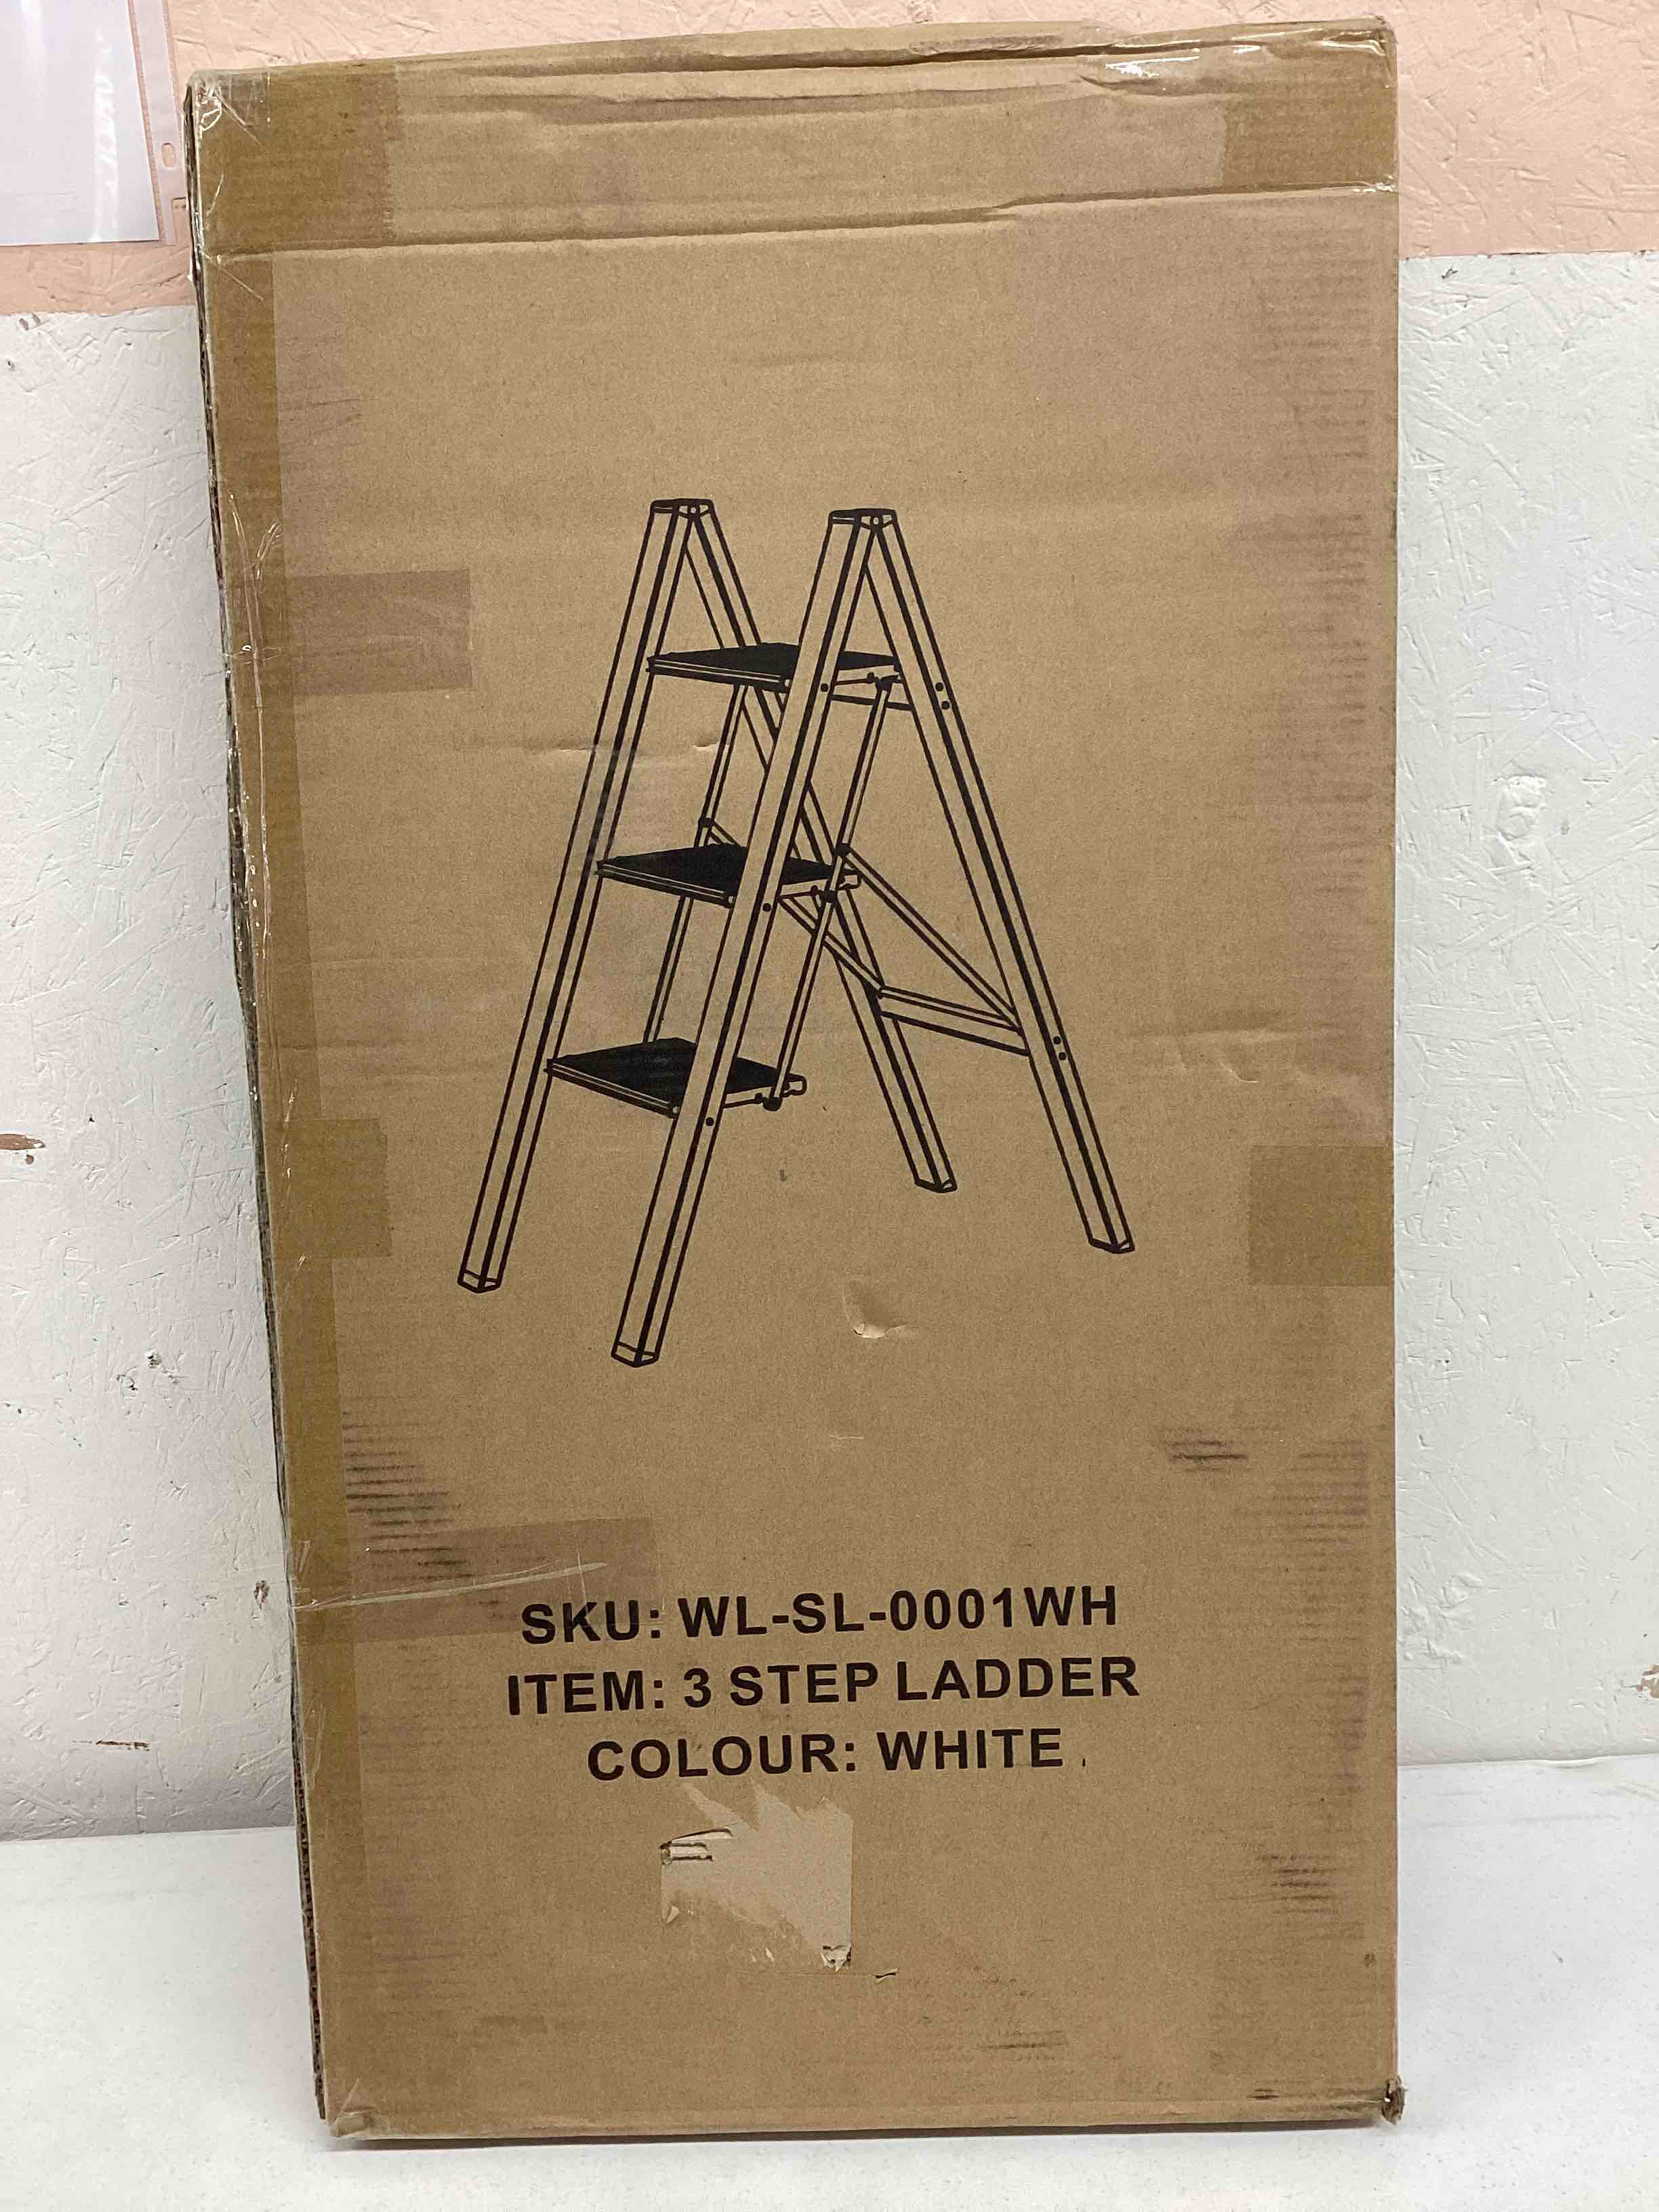 SKU: WL-SL-0001WH
ITEM: 3 STEP LADDER
COLOUR: WHITE